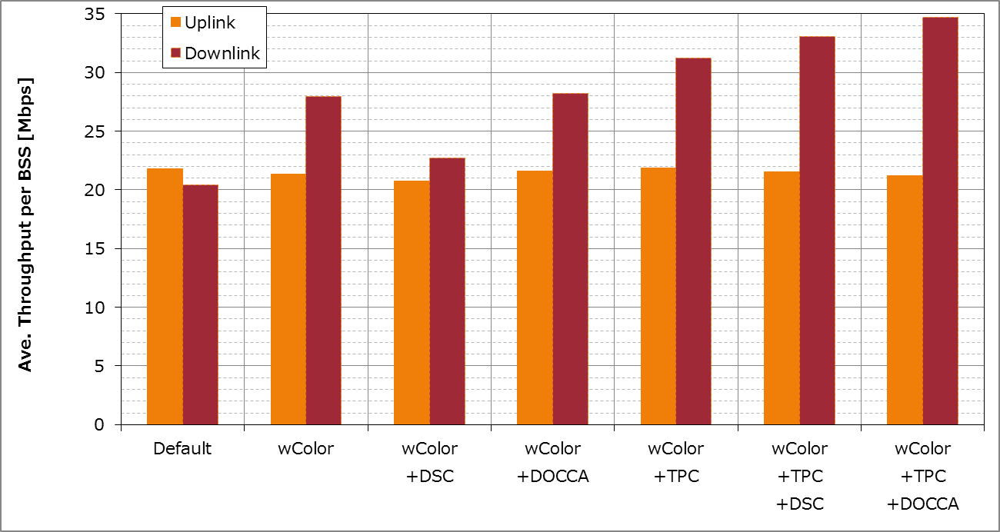 Uplink
Downlink
Ave. Throughput per BSS [Mbps]
35
30
25
20
15
10
5
0
Default wColor wColor wColor wColor wColor wColor
+DSC +DOCCA +TPC +TPC +TPC
+DSC +DOCCA